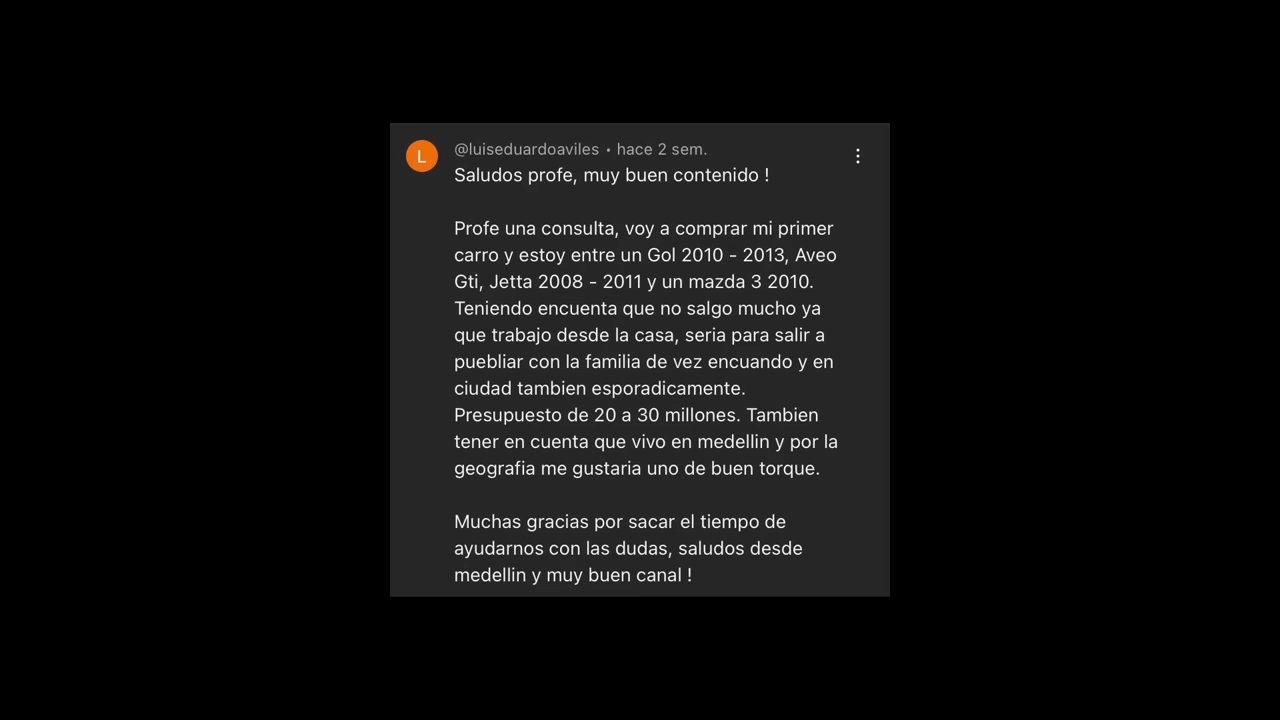 L
@luiseduardoaviles • hace 2 sem.
Saludos profe, muy buen contenido !
Profe una consulta, voy a comprar mi primer
carro y estoy entre un Gol 2010 - 2013, Aveo
Gti, Jetta 2008 - 2011 y un mazda 3 2010.
Teniendo encuenta que no salgo mucho ya
que trabajo desde la casa, seria para salir a
puebliar con la familia de vez encuando y en
ciudad tambien esporadicamente.
Presupuesto de 20 a 30 millones. Tambien
tener en cuenta que vivo en medellin y por la
geografia me gustaria uno de buen torque.
Muchas gracias por sacar el tiempo de
ayudarnos con las dudas, saludos desde
medellin y muy buen canal !